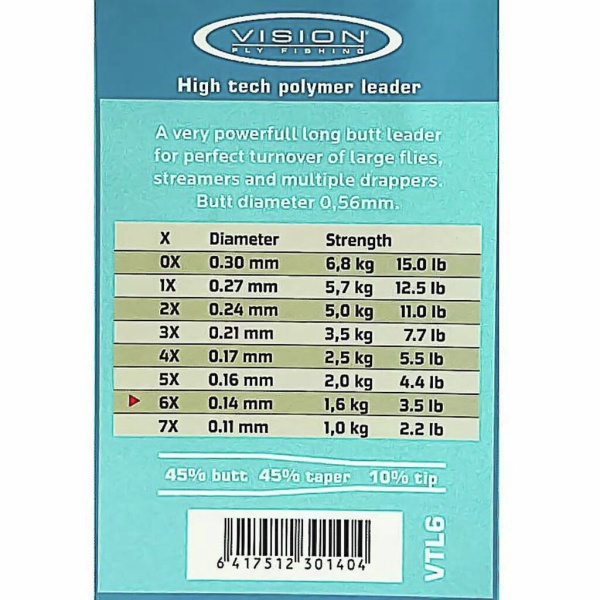 VISION
FLY FISHING
High tech polymer leader
A very powerfull long butt leader
for perfect turnover of large flies,
streamers and multiple drappers.
Butt diameter 0,56mm.
X Diameter Strength
0X 0.30 mm 6,8 kg 15.0 lb
1X 0.27 mm 5,7 kg 12.5 lb
2X 0.24 mm 5,0 kg 11.0 lb
3X 0.21 mm 3,5 kg 7.7 lb
4X 0.17 mm 2,5 kg 5.5 lb
5X 0.16 mm 2,0 kg 4.4 lb
6X 0.14 mm 1,6 kg 3.5 lb
7X 0.11 mm 1,0 kg 2.2 lb
45% butt 45% taper 10% tip
6 417512 301404
VTL6